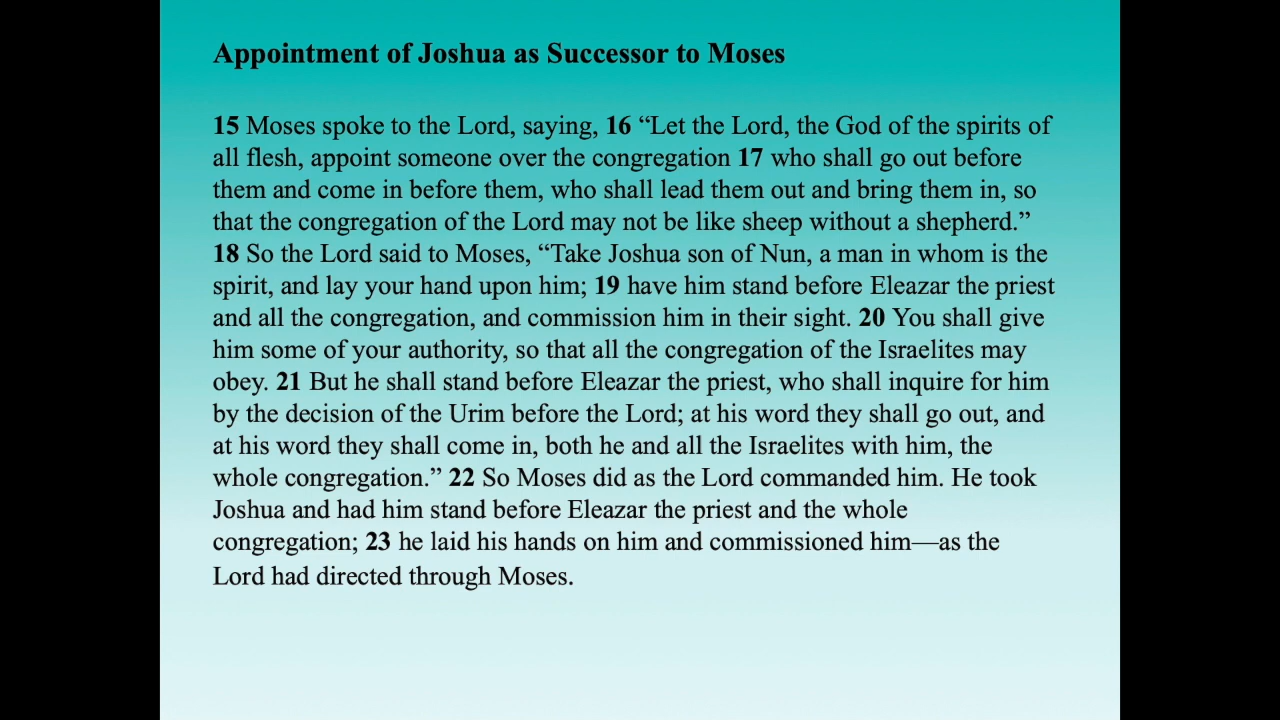 Appointment of Joshua as Successor to Moses
15 Moses spoke to the Lord, saying, 16 “Let the Lord, the God of the spirits of
all flesh, appoint someone over the congregation 17 who shall go out before
them and come in before them, who shall lead them out and bring them in, so
that the congregation of the Lord may not be like sheep without a shepherd.”
18 So the Lord said to Moses, “Take Joshua son of Nun, a man in whom is the
spirit, and lay your hand upon him; 19 have him stand before Eleazar the priest
and all the congregation, and commission him in their sight. 20 You shall give
him some of your authority, so that all the congregation of the Israelites may
obey. 21 But he shall stand before Eleazar the priest, who shall inquire for him
by the decision of the Urim before the Lord; at his word they shall go out, and
at his word they shall come in, both he and all the Israelites with him, the
whole congregation.” 22 So Moses did as the Lord commanded him. He took
Joshua and had him stand before Eleazar the priest and the whole
congregation; 23 he laid his hands on him and commissioned him—as the
Lord had directed through Moses.